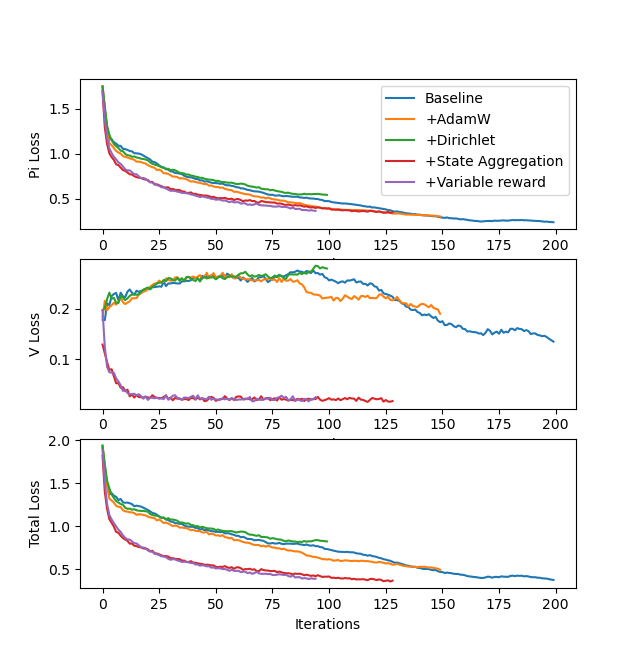 Pi Loss
1.5
1.0
0.5
Baseline
+AdamW
+Dirichlet
+State Aggregation
+Variable reward
0 25 50 75 100 125 150 175 200
V Loss
0.2
0.1
0 25 50 75 100 125 150 175 200
Total Loss
2.0
1.5
1.0
0.5
0 25 50 75 100 125 150 175 200
Iterations